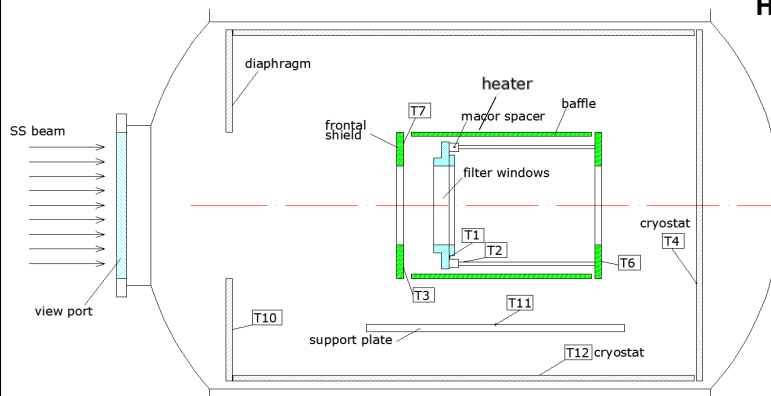 H
diaphragm
heater
T7
baffle
macor spacer
SS beam
frontal
shield
filter windows
cryostat
T1
T4
T2
T6
T3
T11
view port
T10
support plate
T12 cryostat